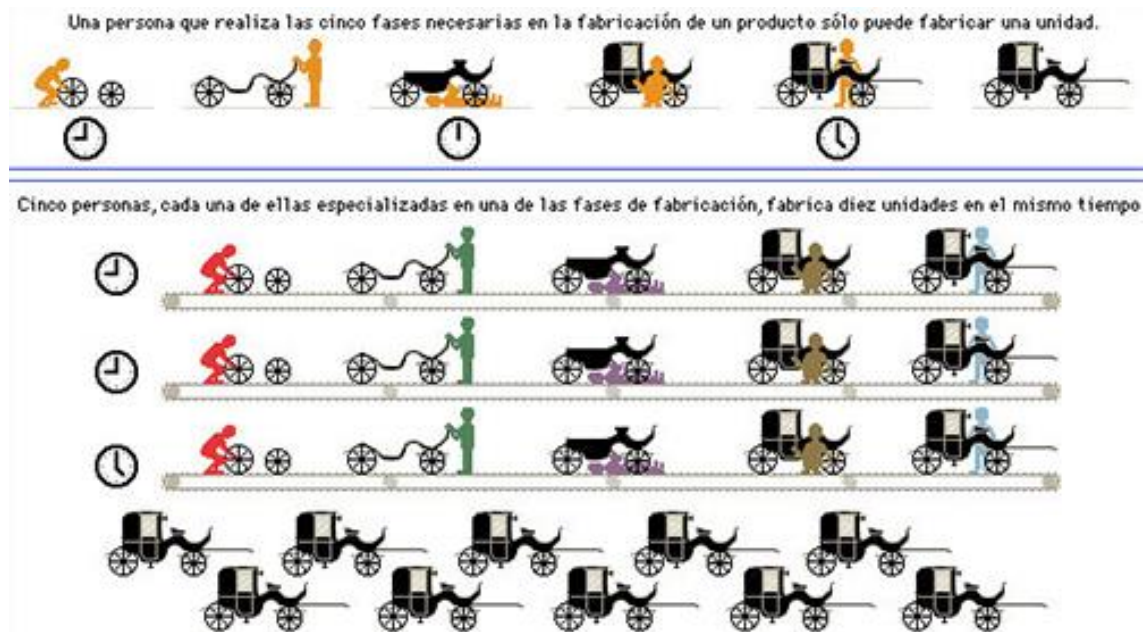 Una persona que realiza las cinco fases necesarias en la fabricación de un producto sólo puede fabricar una unidad.
Cinco personas, cada una de ellas especializadas en una de las fases de fabricación, fabrica diez unidades en el mismo tiempo